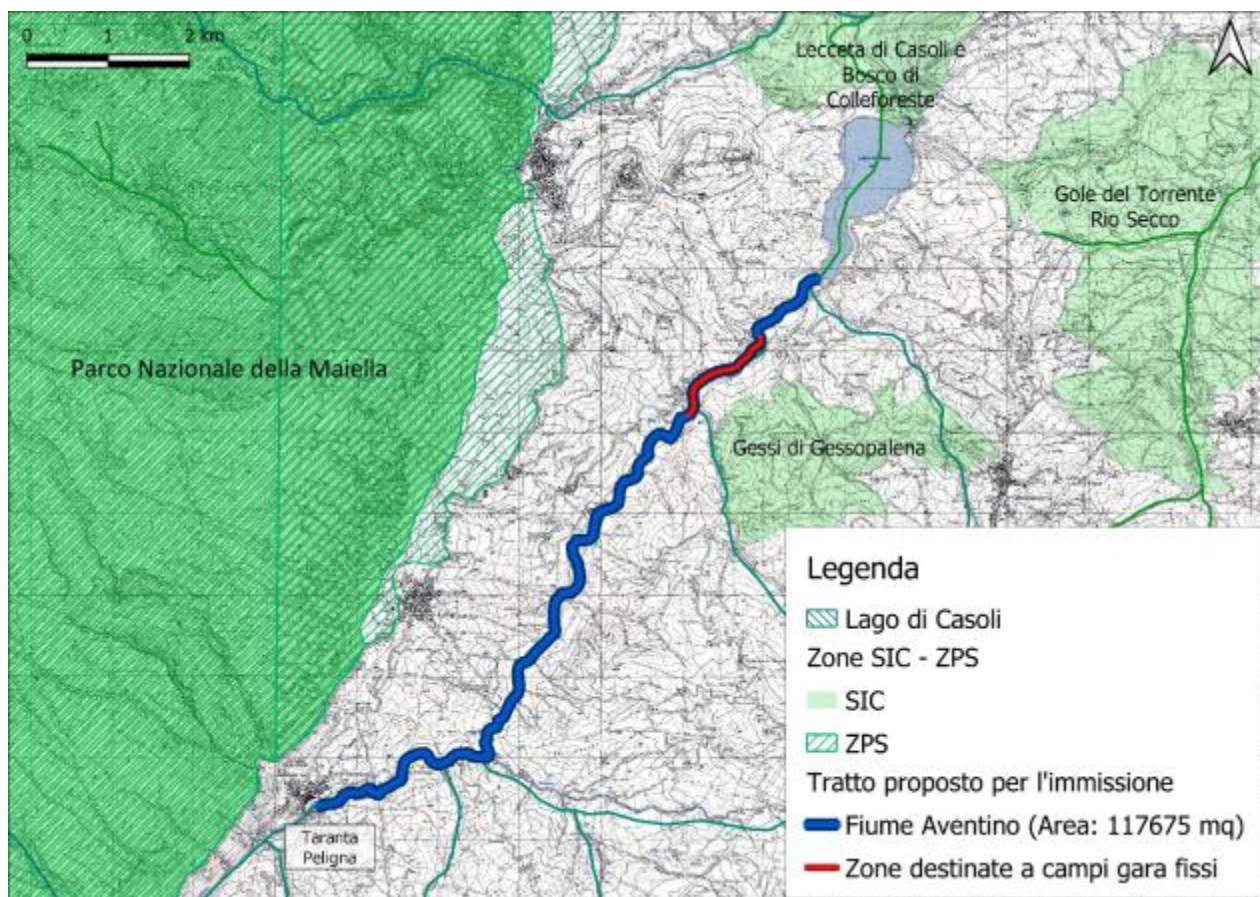 0 1 2 km
Lecceta di Casoli e
Bosco di
Colleforeste
Gole del Torrente
Rio Secco
Parco Nazionale della Maiella
Gessi di Gessopalena
Taranta
Peligna
Legenda
Lago di Casoli
Zone SIC - ZPS
SIC
ZPS
Tratto proposto per l'immissione
Fiume Aventino (Area: 117675 mq)
Zone destinate a campi gara fissi